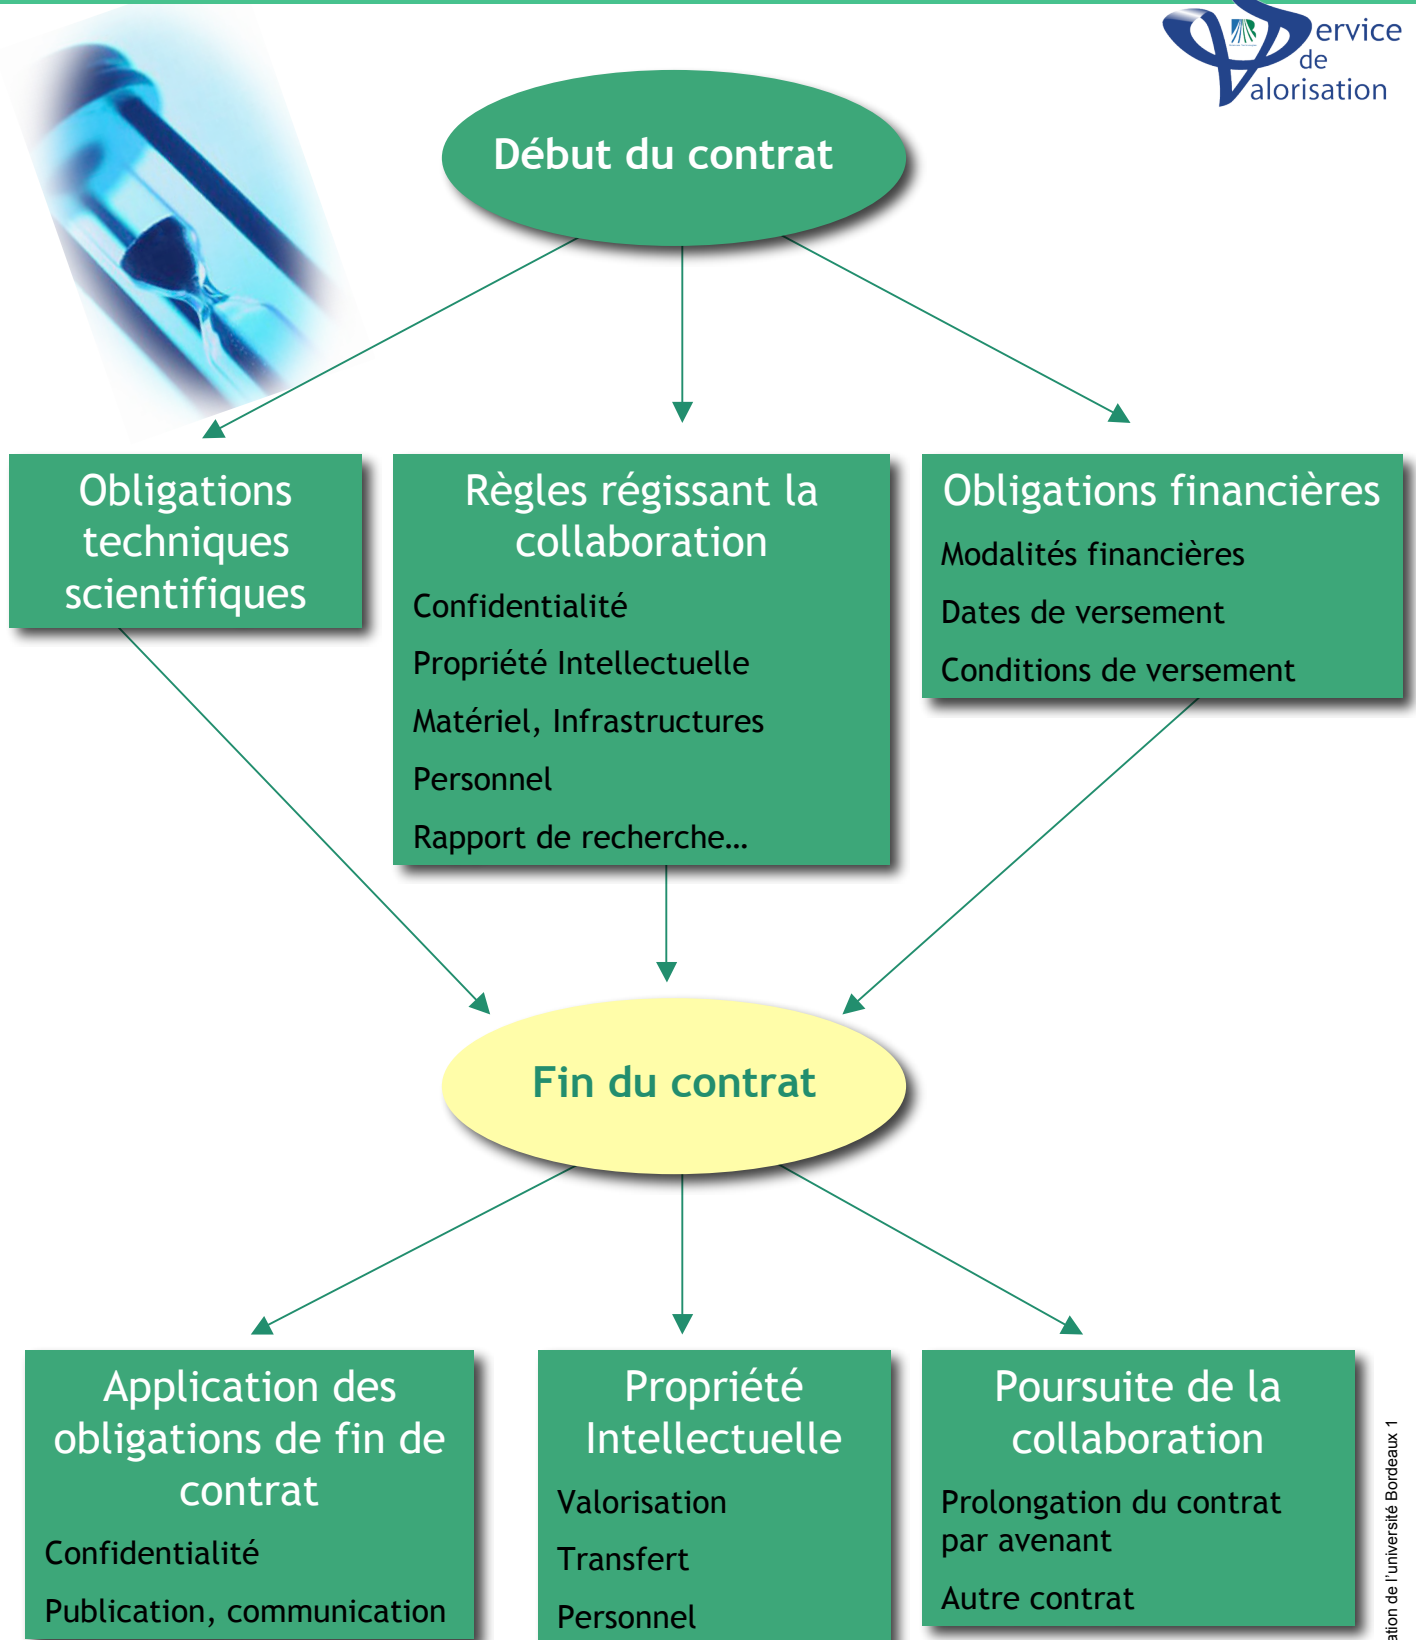 Service
de
Valorisation
Début du contrat
Obligations
techniques
scientifiques
Règles régissant la
collaboration
Confidentialité
Propriété Intellectuelle
Matériel, Infrastructures
Personnel
Rapport de recherche…
Obligations financières
Modalités financières
Dates de versement
Conditions de versement
Fin du contrat
Application des
obligations de fin de
contrat
Confidentialité
Publication, communication
Propriété
Intellectuelle
Valorisation
Transfert
Personnel
Poursuite de la
collaboration
Prolongation du contrat
par avenant
Autre contrat
ation de l'université Bordeaux 1